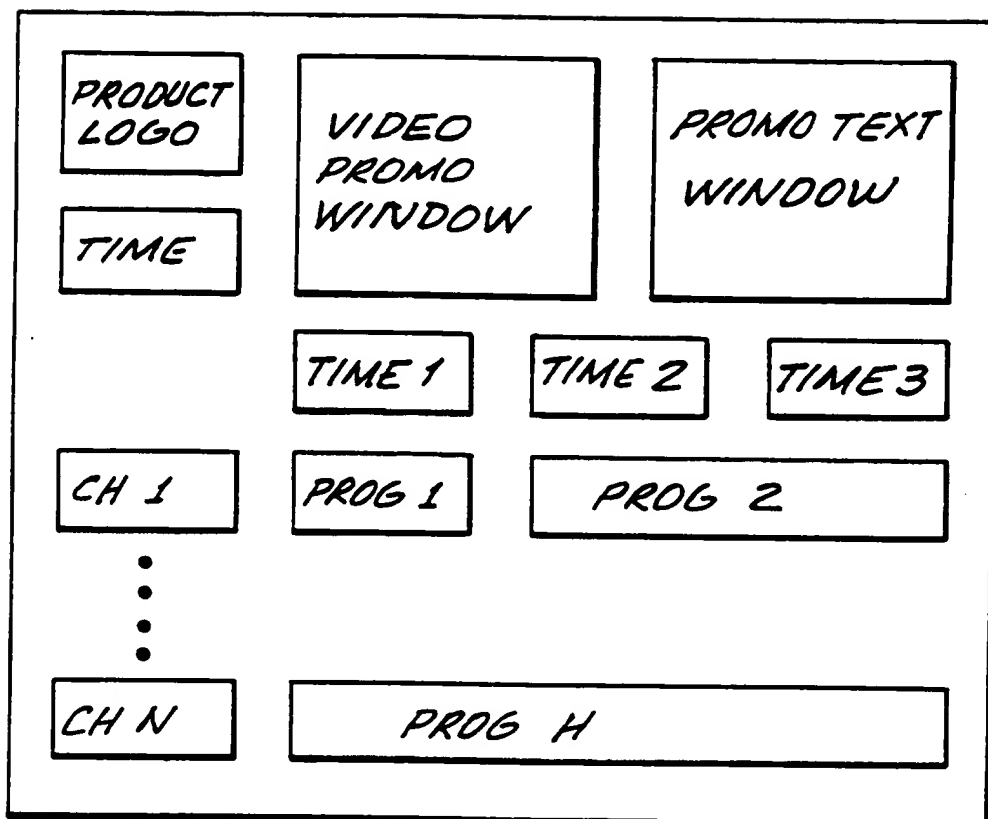 PRODUCT
LOGO
TIME
VIDEO
PROMO
WINDOW
PROMO TEXT
WINDOW
TIME 1
TIME 2
TIME 3
CH 1
PROG 1
PROG 2
CH N
PROG H